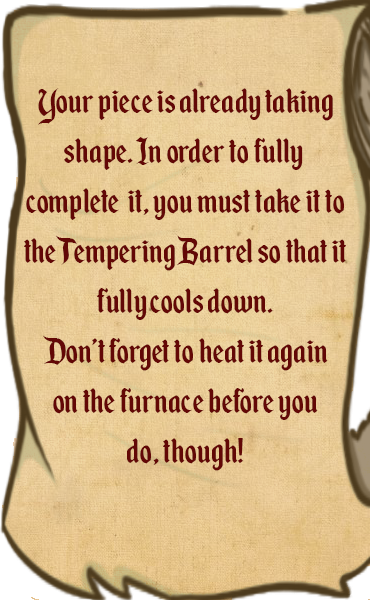 Your piece is already taking
shape. In order to fully
complete it, you must take it to
the Tempering Barrel so that it
fully cools down.
Don't forget to heat it again
on the furnace before you
do, though!